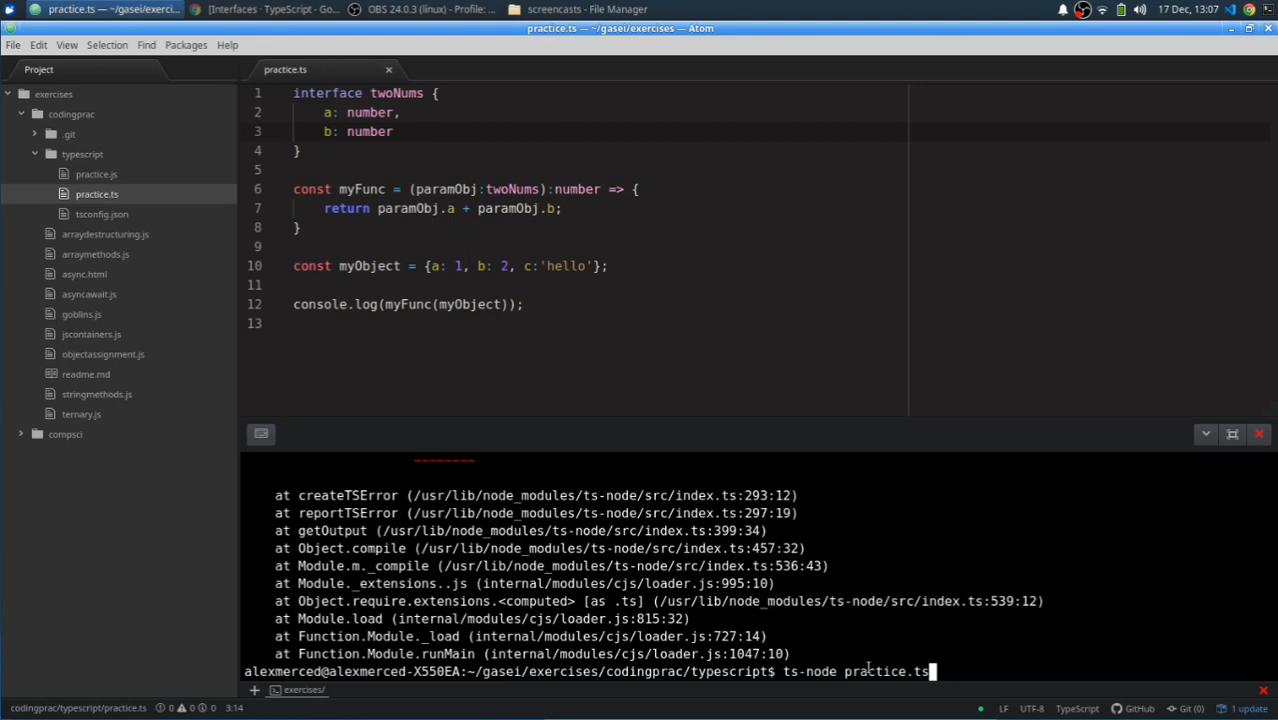 practice.ts — ~/gasei/exerci...
[Interfaces · TypeScript - Go...
OBS 24.0.3 (linux) - Profile: ...
screencasts - File Manager
17 Dec, 13:07
practice.ts — ~/gasei/exercises — Atom
File Edit View Selection Find Packages Help
Project
practice.ts
exercises
codingprac
.git
typescript
practice.js
practice.ts
tsconfig.json
arraydestructuring.js
arraymethods.js
async.html
asyncawait.js
goblins.js
jscontainers.js
objectassignment.js
readme.md
stringmethods.js
ternary.js
compsci
1 interface twoNums {
2 a: number,
3 b: number
4 }
5
6 const myFunc = (paramObj:twoNums):number => {
7 return paramObj.a + paramObj.b;
8 }
9
10 const myObject = {a: 1, b: 2, c:'hello'};
11
12 console.log(myFunc(myObject));
13
~~~~~~~~
at createTSError (/usr/lib/node_modules/ts-node/src/index.ts:293:12)
at reportTSError (/usr/lib/node_modules/ts-node/src/index.ts:297:19)
at getOutput (/usr/lib/node_modules/ts-node/src/index.ts:399:34)
at Object.compile (/usr/lib/node_modules/ts-node/src/index.ts:457:32)
at Module.m._compile (/usr/lib/node_modules/ts-node/src/index.ts:536:43)
at Module._extensions..js (internal/modules/cjs/loader.js:995:10)
at Object.require.extensions.<computed> [as .ts] (/usr/lib/node_modules/ts-node/src/index.ts:539:12)
at Module.load (internal/modules/cjs/loader.js:815:32)
at Function.Module._load (internal/modules/cjs/loader.js:727:14)
at Function.Module.runMain (internal/modules/cjs/loader.js:1047:10)
alexmerced@alexmerced-X550EA:~/gasei/exercises/codingprac/typescript$ ts-node practice.ts
exercises/
codingprac/typescript/practice.ts 0 0 0 3:14
LF UTF-8 TypeScript GitHub Git (0) 1 update